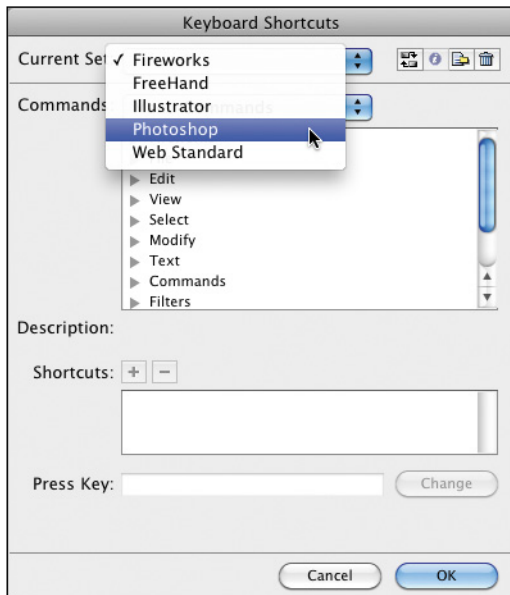 Keyboard Shortcuts
Current Set
✓ Fireworks
FreeHand
Illustrator
Photoshop
Web Standard
Commands
Edit
View
Select
Modify
Text
Commands
Filters
Description:
Shortcuts: + −
Press Key: Change
Cancel OK